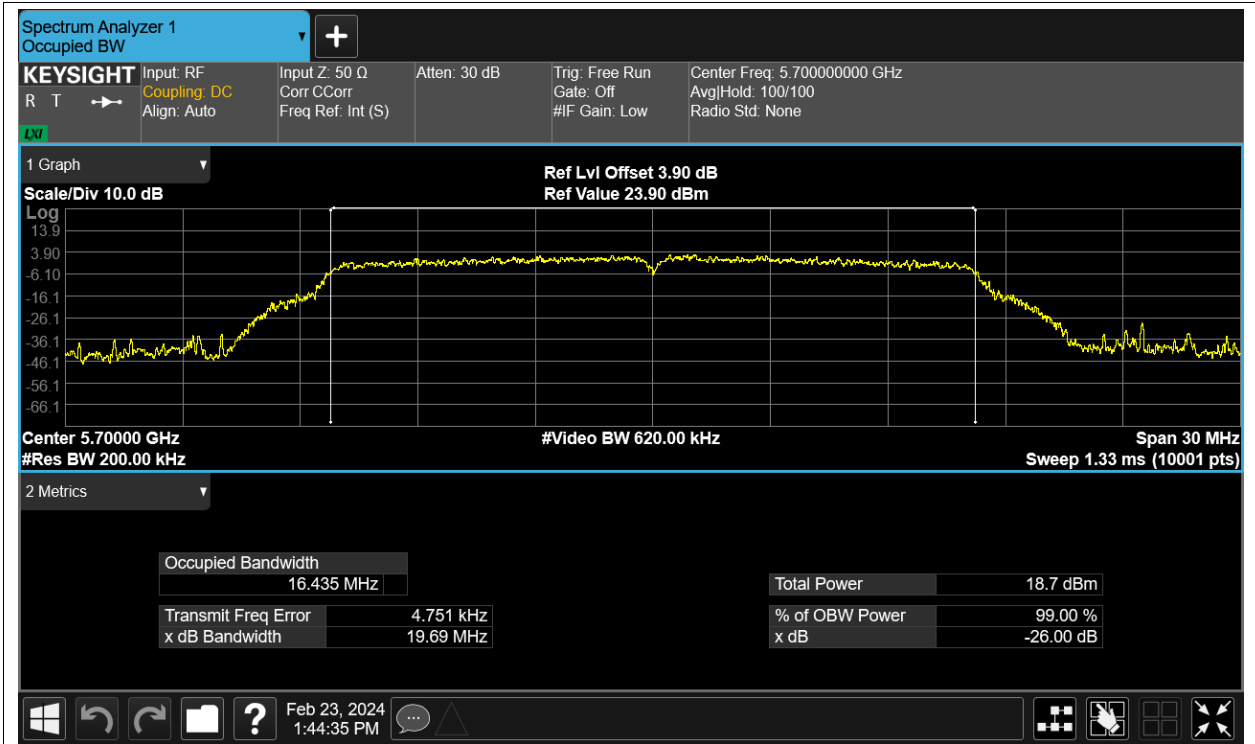 Spectrum Analyzer 1
Occupied BW
+
KEYSIGHT
R T
LXI
Input: RF
Coupling: DC
Align: Auto
Input Z: 50 Ω
Corr CCorr
Freq Ref: Int (S)
Atten: 30 dB
Trig: Free Run
Gate: Off
#IF Gain: Low
Center Freq: 5.700000000 GHz
Avg|Hold: 100/100
Radio Std: None
1 Graph
Scale/Div 10.0 dB
Ref Lvl Offset 3.90 dB
Ref Value 23.90 dBm
Log
13.9
3.90
-6.10
-16.1
-26.1
-36.1
-46.1
-56.1
-66.1
Center 5.70000 GHz
#Video BW 620.00 kHz
Span 30 MHz
#Res BW 200.00 kHz
Sweep 1.33 ms (10001 pts)
2 Metrics
Occupied Bandwidth
16.435 MHz
Total Power 18.7 dBm
Transmit Freq Error 4.751 kHz
% of OBW Power 99.00 %
x dB Bandwidth 19.69 MHz
x dB -26.00 dB
?
Feb 23, 2024
1:44:35 PM